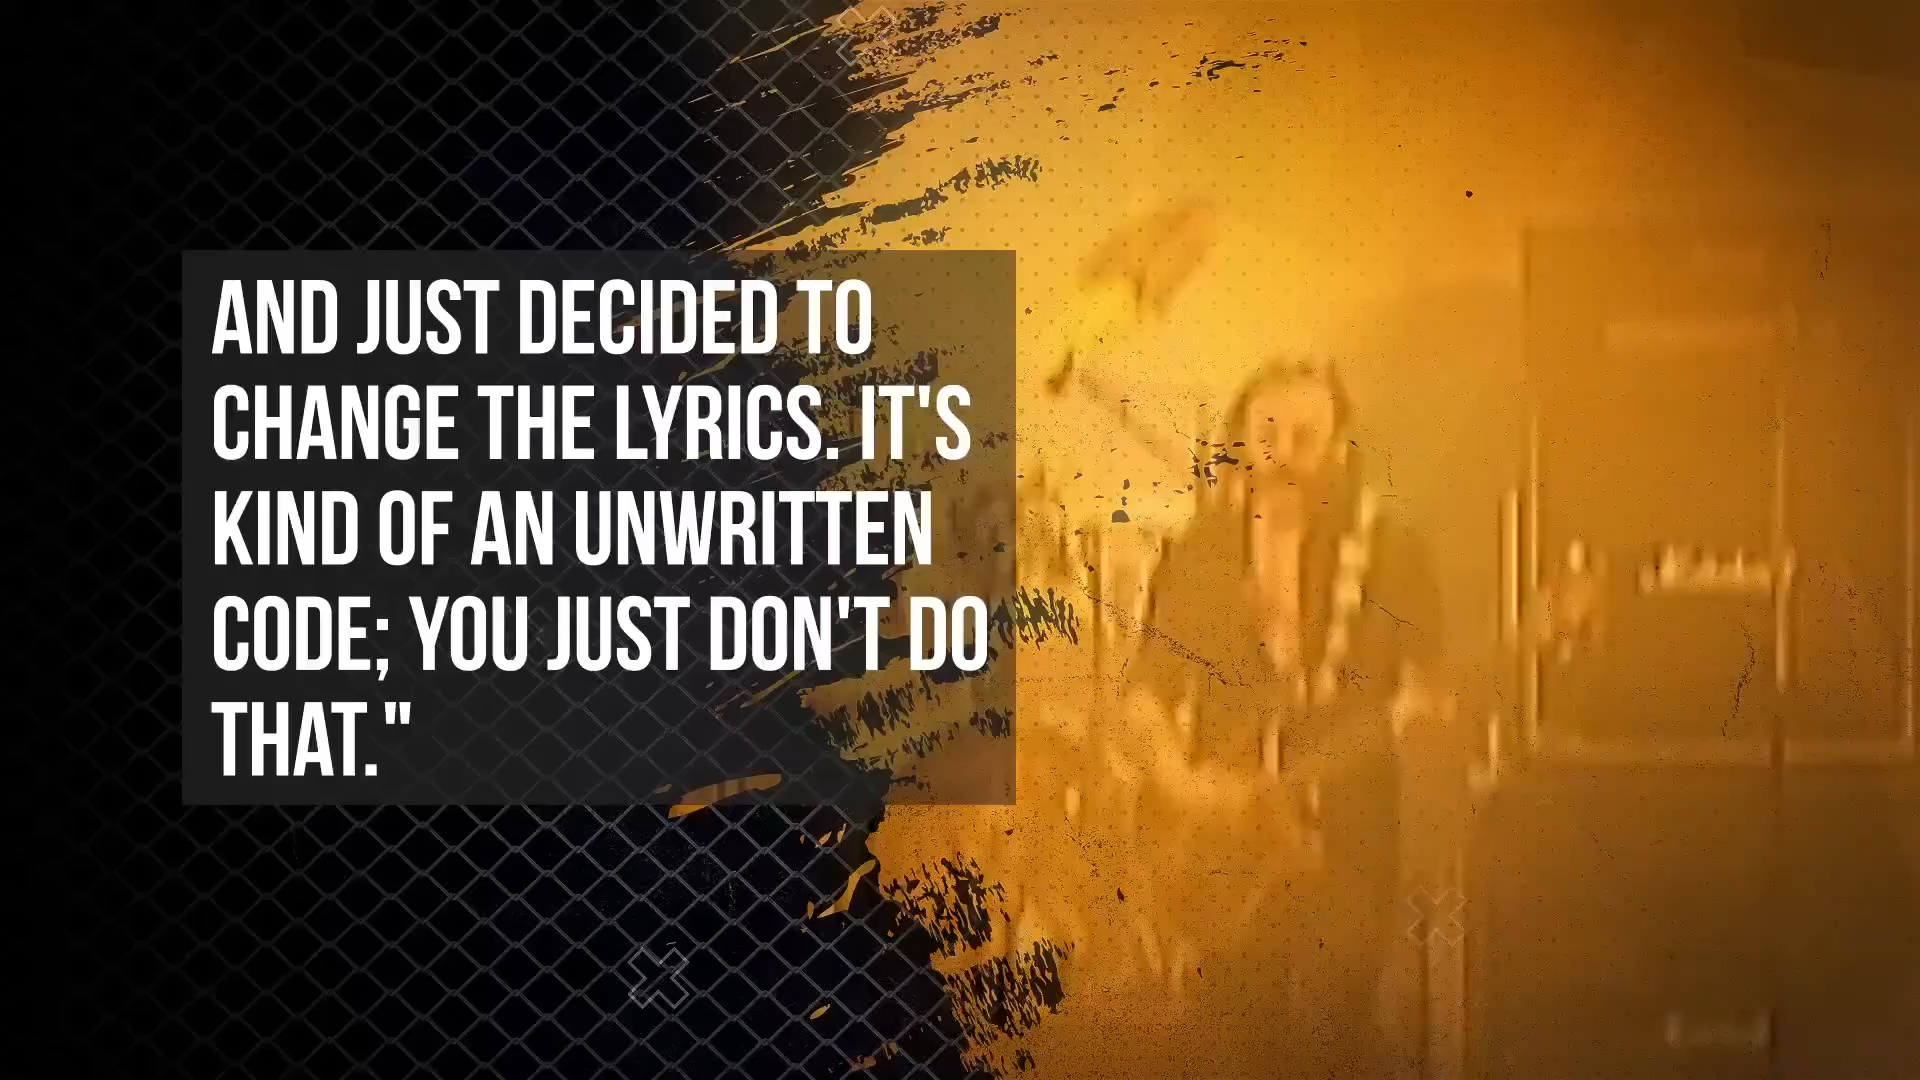 AND JUST DECIDED TO
CHANGE THE LYRICS. IT'S
KIND OF AN UNWRITTEN
CODE; YOU JUST DON'T DO
THAT."